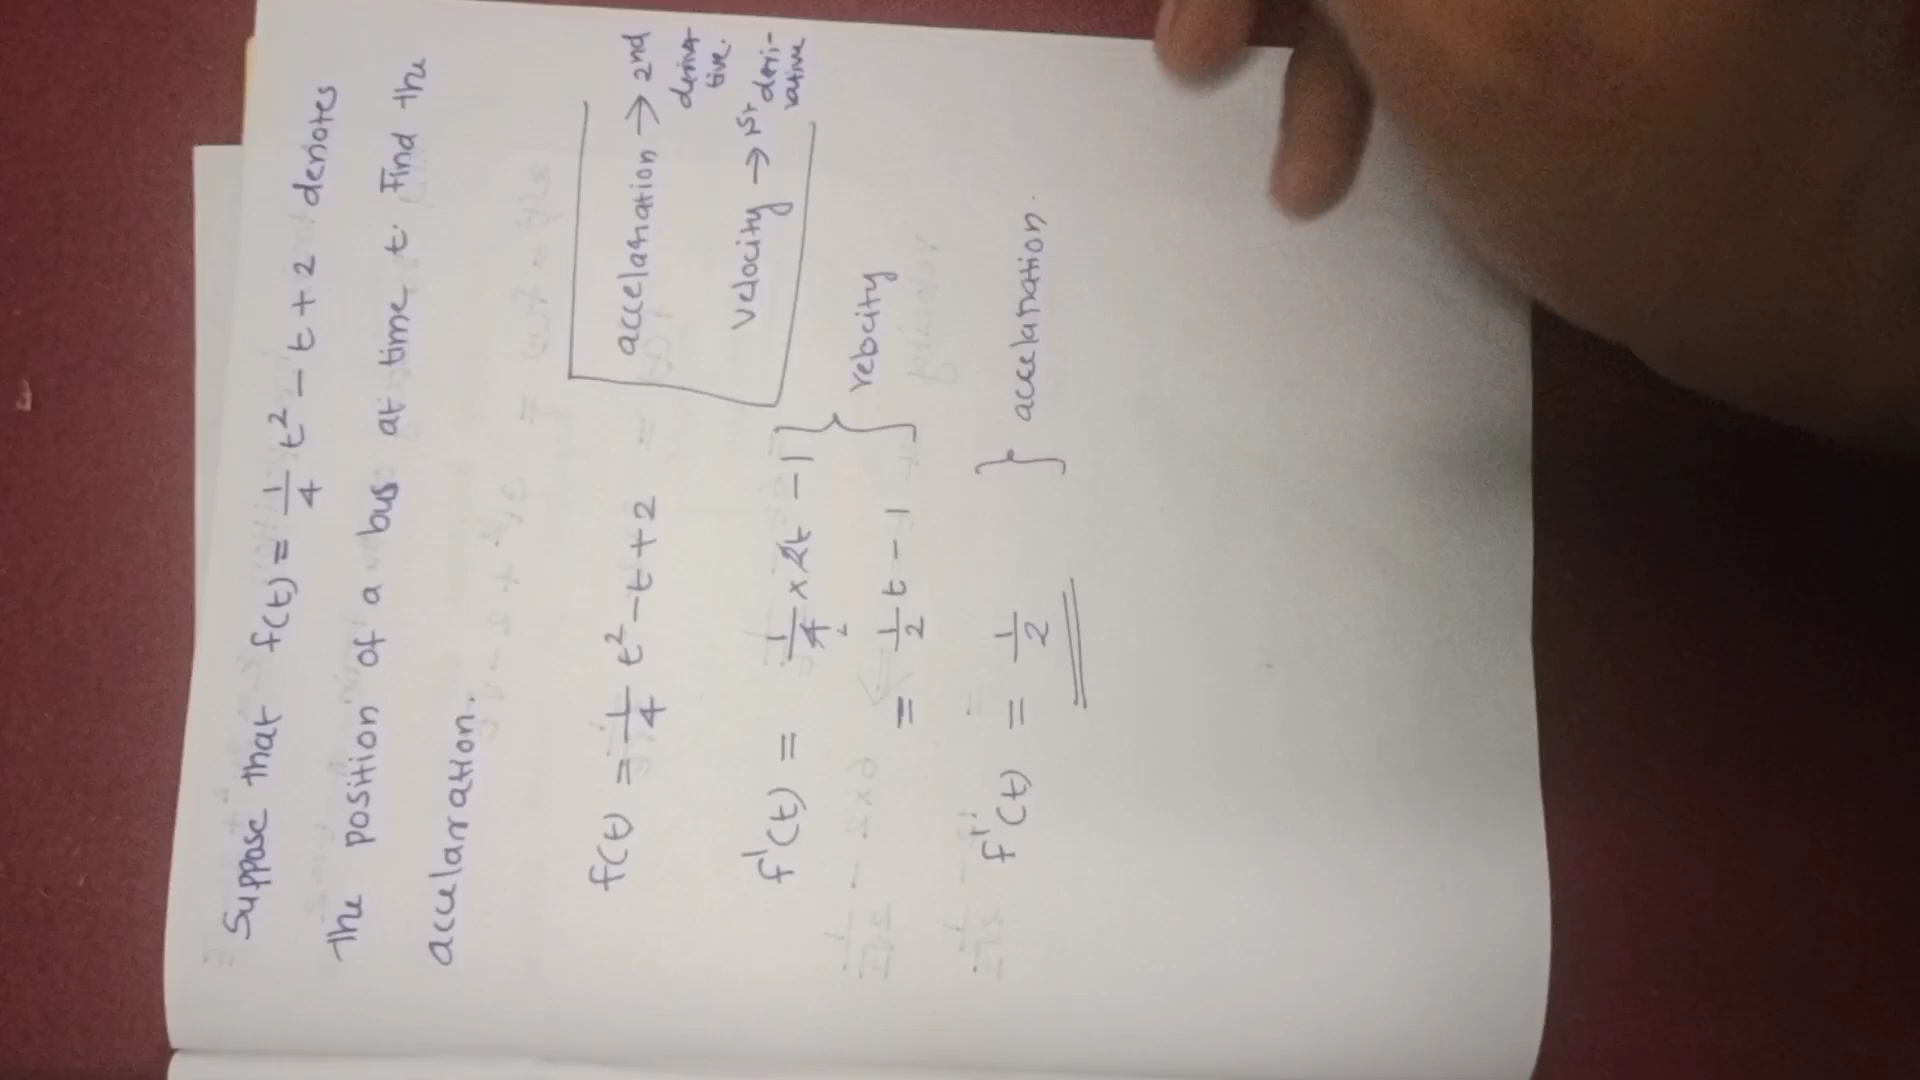 Suppose that f(t) = 1/4 t² - t + 2 denotes
the position of a bus at time t. Find the
accelarration.
f(t) = 1/4 t² - t + 2
accelaration → 2nd
deriva
tive.
velocity → 1st deri-
vative
f'(t) = 1/4 × 2t - 1
2
= 1/2 t - 1 } velocity
f''(t) = 1/2 } accelaration.